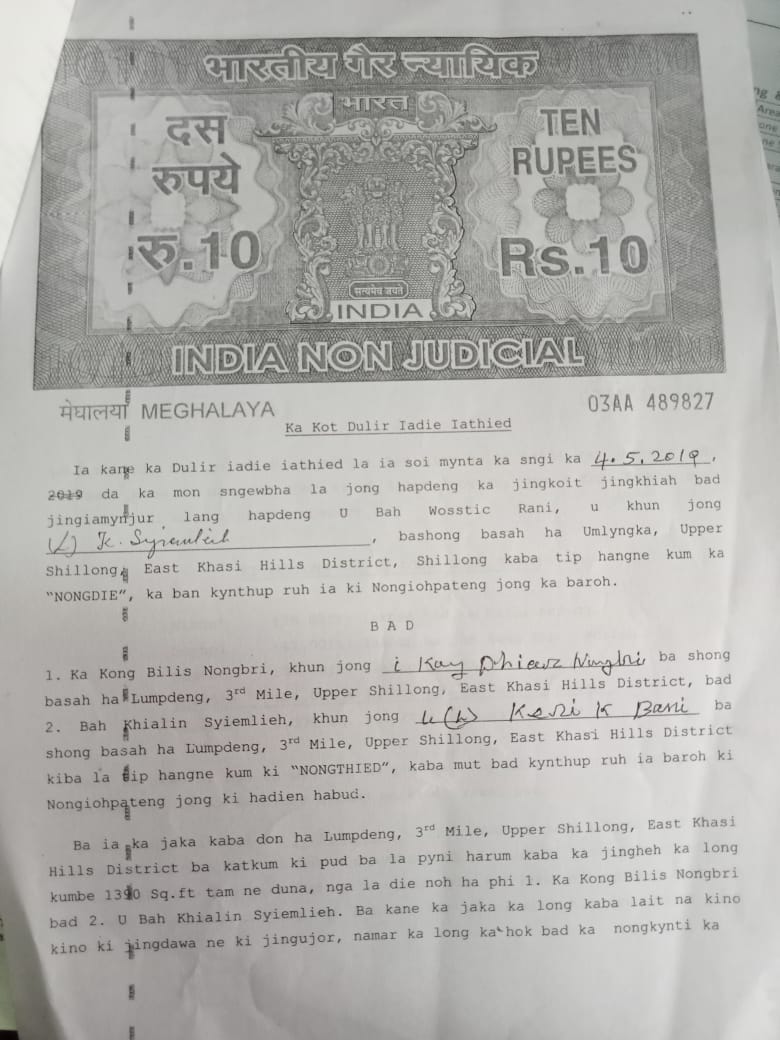 भारतीय गैर न्यायिक
भारत
दस
रुपये
रु.10
TEN
RUPEES
Rs.10
सत्यमेव जयते
INDIA
INDIA NON JUDICIAL
मेघालय MEGHALAYA
03AA 489827
Ka Kot Dulir Iadie Iathied
Ia kane ka Dulir iadie iathied la ia soi mynta ka sngi ka 4.5.2019,
2019 da ka mon sngewbha la jong hapdeng ka jingkoit jingkhiah bad
jingiamynjur lang hapdeng U Bah Wosstic Rani, u khun jong
(L) K. Syiemlieh, bashong basah ha Umlyngka, Upper
Shillong, East Khasi Hills District, Shillong kaba tip hangne kum ka
"NONGDIE", ka ban kynthup ruh ia ki Nongiohpateng jong ka baroh.
B A D
1. Ka Kong Bilis Nongbri, khun jong i Kay Nongbri ba shong
basah ha Lumpdeng, 3rd Mile, Upper Shillong, East Khasi Hills District, bad
2. Bah Khialin Syiemlieh, khun jong u (L) K Rani ba
shong basah ha Lumpdeng, 3rd Mile, Upper Shillong, East Khasi Hills District
kiba la tip hangne kum ki "NONGTHIED", kaba mut bad kynthup ruh ia baroh ki
Nongiohpateng jong ki hadien habud.
Ba ia ka jaka kaba don ha Lumpdeng, 3rd Mile, Upper Shillong, East Khasi
Hills District ba katkum ki pud ba la pyni harum kaba ka jingheh ka long
kumbe 1390 Sq.ft tam ne duna, nga la die noh ha phi 1. Ka Kong Bilis Nongbri
bad 2. U Bah Khialin Syiemlieh. Ba kane ka jaka ka long kaba lait na kino
kino ki jingdawa ne ki jingujor, namar ka long ka hok bad ka nongkynti ka